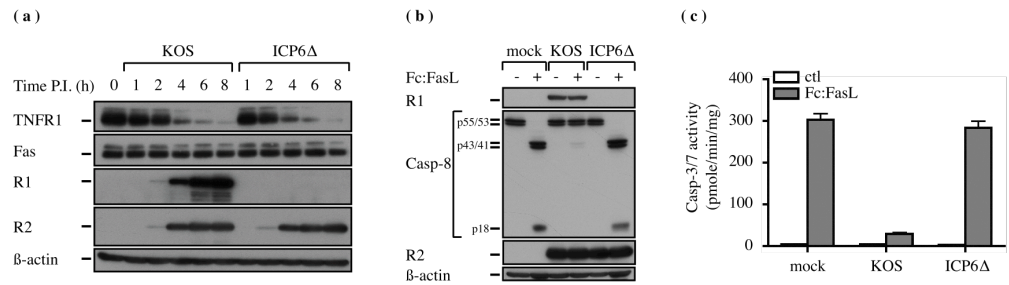 ( a )
KOS ICP6Δ
Time P.I. (h) 0 1 2 4 6 8 1 2 4 6 8
TNFR1
Fas
R1
R2
ß-actin
( b )
mock KOS ICP6Δ
Fc:FasL - + - + - +
R1
p55/53
p43/41
Casp-8
p18
R2
ß-actin
( c )
ctl
Fc:FasL
Casp-3/7 activity
(pmole/min/mg)
400
300
200
100
0
mock KOS ICP6Δ